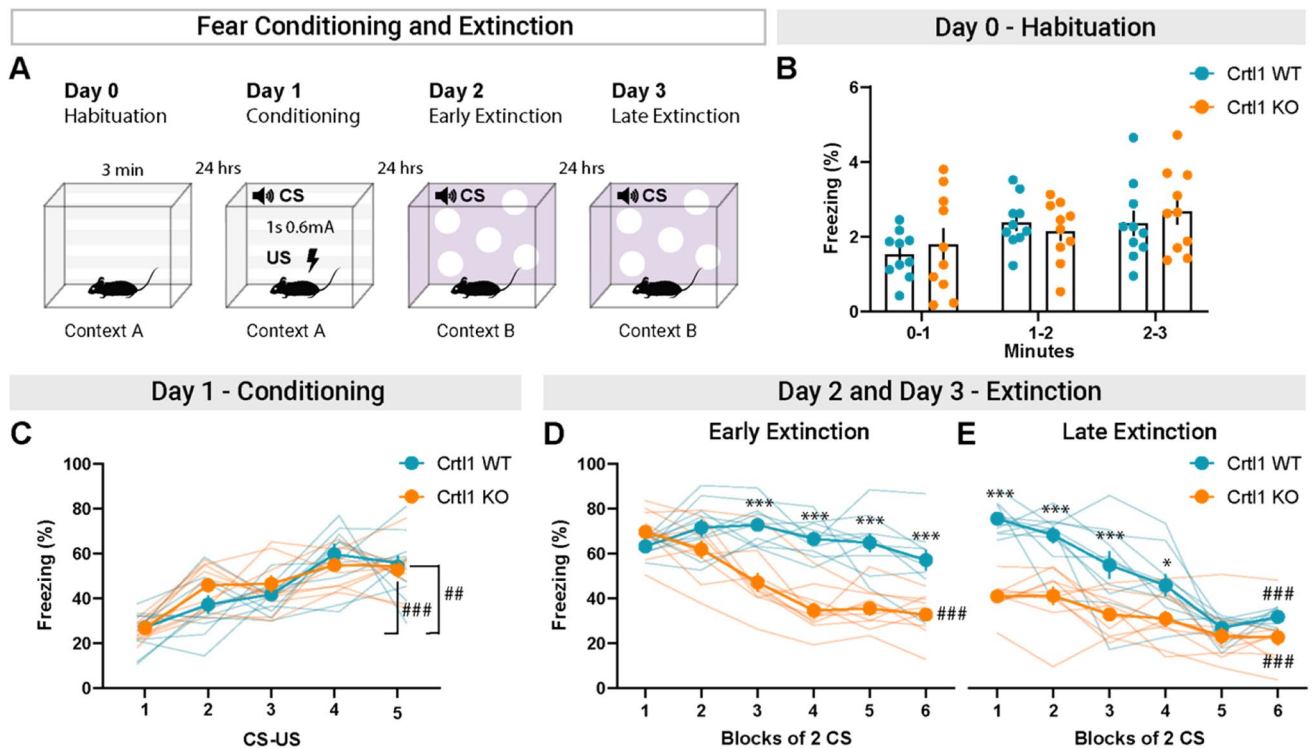 Fear Conditioning and Extinction
Day 0 - Habituation
A
Day 0
Habituation
Day 1
Conditioning
Day 2
Early Extinction
Day 3
Late Extinction
3 min
24 hrs
24 hrs
24 hrs
CS
1s 0.6mA
US
CS
CS
Context A
Context A
Context B
Context B
B
Crtl1 WT
Crtl1 KO
Freezing (%)
6
4
2
0
0-1
1-2
2-3
Minutes
Day 1 - Conditioning
C
Crtl1 WT
Crtl1 KO
Freezing (%)
100
80
60
40
20
0
###
##
1
2
3
4
5
CS-US
Day 2 and Day 3 - Extinction
D
Early Extinction
Freezing (%)
100
80
60
40
20
0
***
***
***
***
###
1
2
3
4
5
6
Blocks of 2 CS
E
Late Extinction
Crtl1 WT
Crtl1 KO
***
***
***
*
###
###
1
2
3
4
5
6
Blocks of 2 CS